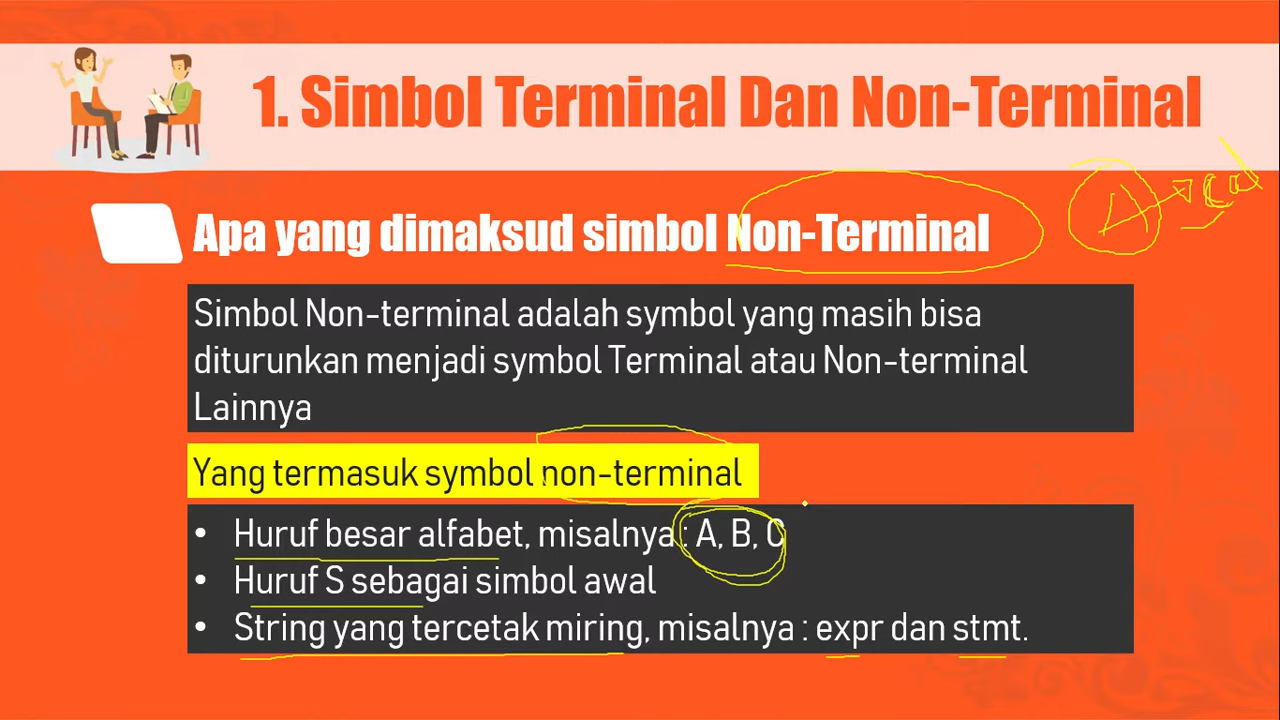 1. Simbol Terminal Dan Non-Terminal
Apa yang dimaksud simbol Non-Terminal
Simbol Non-terminal adalah symbol yang masih bisa
diturunkan menjadi symbol Terminal atau Non-terminal
Lainnya
Yang termasuk symbol non-terminal
• Huruf besar alfabet, misalnya : A, B, C
• Huruf S sebagai simbol awal
• String yang tercetak miring, misalnya : expr dan stmt.
A